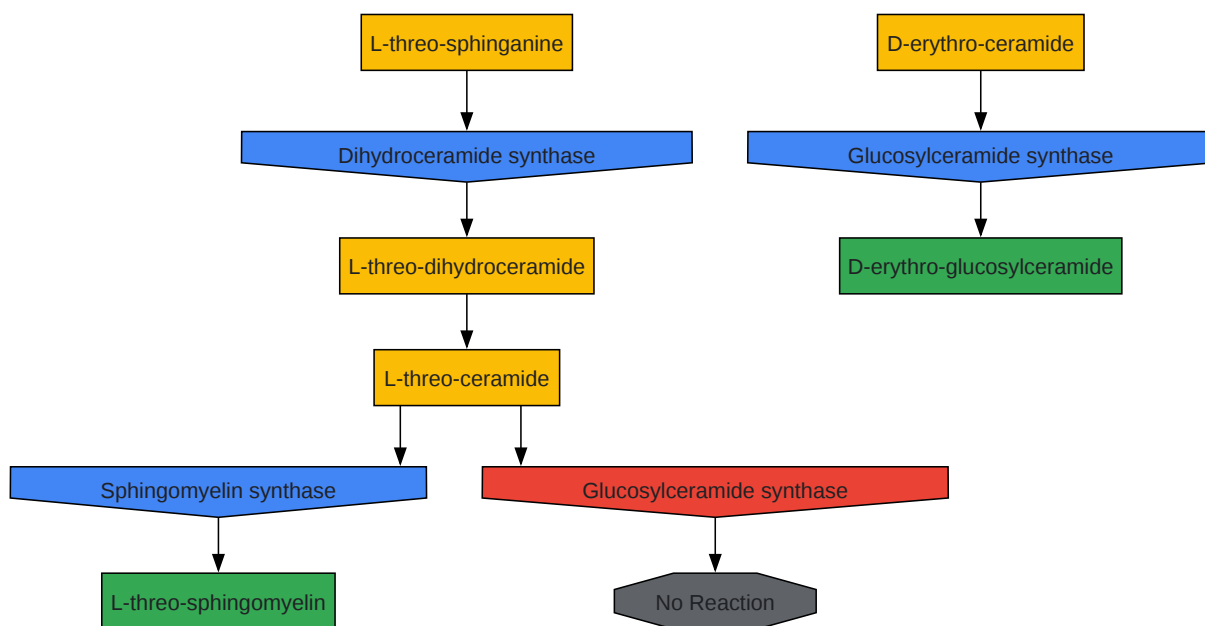 L-threo-sphinganine
D-erythro-ceramide
Dihydroceramide synthase
Glucosylceramide synthase
L-threo-dihydroceramide
D-erythro-glucosylceramide
L-threo-ceramide
Sphingomyelin synthase
Glucosylceramide synthase
L-threo-sphingomyelin
No Reaction